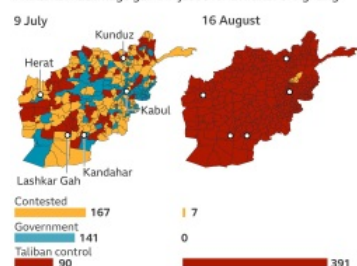 9 July
16 August
Kunduz
Herat
Kabul
Kandahar
Lashkar Gah
Contested
167
7
Government
141
0
Taliban control
90
391